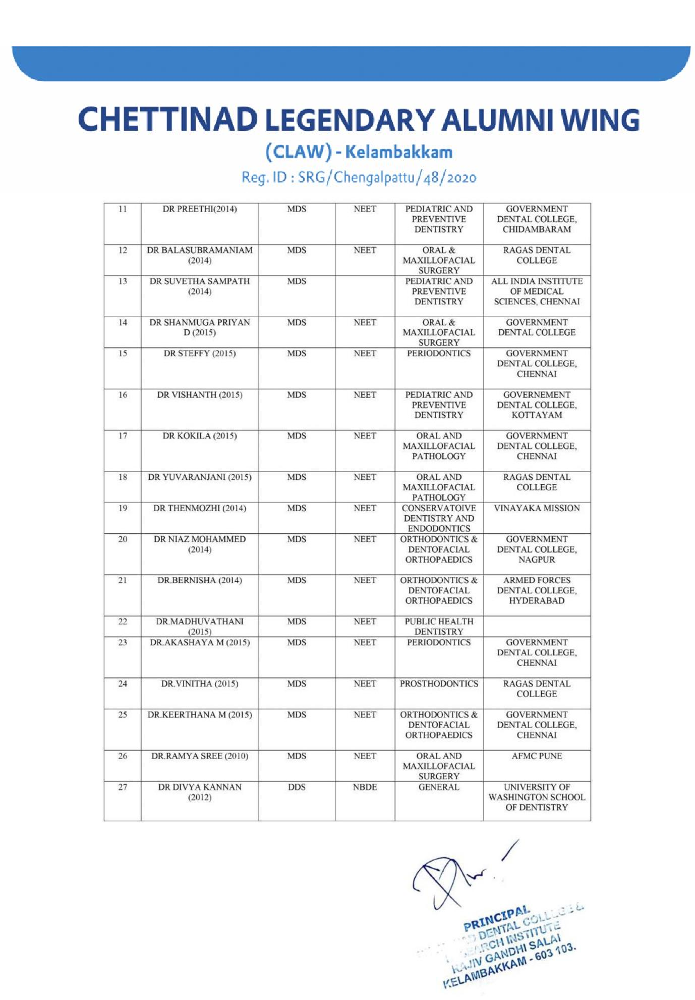 CHETTINAD LEGENDARY ALUMNI WING
(CLAW) - Kelambakkam
Reg. ID : SRG/Chengalpattu/48/2020
11 DR PREETHI(2014) MDS NEET PEDIATRIC AND GOVERNMENT
PREVENTIVE DENTAL COLLEGE,
DENTISTRY CHIDAMBARAM
12 DR BALASUBRAMANIAM MDS NEET ORAL & RAGAS DENTAL
(2014) MAXILLOFACIAL COLLEGE
SURGERY
13 DR SUVETHA SAMPATH MDS PEDIATRIC AND ALL INDIA INSTITUTE
(2014) PREVENTIVE OF MEDICAL
DENTISTRY SCIENCES, CHENNAI
14 DR SHANMUGA PRIYAN MDS NEET ORAL & GOVERNMENT
D (2015) MAXILLOFACIAL DENTAL COLLEGE
SURGERY
15 DR STEFFY (2015) MDS NEET PERIODONTICS GOVERNMENT
DENTAL COLLEGE,
CHENNAI
16 DR VISHANTH (2015) MDS NEET PEDIATRIC AND GOVERNEMENT
PREVENTIVE DENTAL COLLEGE,
DENTISTRY KOTTAYAM
17 DR KOKILA (2015) MDS NEET ORAL AND GOVERNMENT
MAXILLOFACIAL DENTAL COLLEGE,
PATHOLOGY CHENNAI
18 DR YUVARANJANI (2015) MDS NEET ORAL AND RAGAS DENTAL
MAXILLOFACIAL COLLEGE
PATHOLOGY
19 DR THENMOZHI (2014) MDS NEET CONSERVATOIVE VINAYAKA MISSION
DENTISTRY AND
ENDODONTICS
20 DR NIAZ MOHAMMED MDS NEET ORTHODONTICS & GOVERNMENT
(2014) DENTOFACIAL DENTAL COLLEGE,
ORTHOPAEDICS NAGPUR
21 DR.BERNISHA (2014) MDS NEET ORTHODONTICS & ARMED FORCES
DENTOFACIAL DENTAL COLLEGE,
ORTHOPAEDICS HYDERABAD
22 DR.MADHUVATHANI MDS NEET PUBLIC HEALTH
(2015) DENTISTRY
23 DR.AKASHAYA M (2015) MDS NEET PERIODONTICS GOVERNMENT
DENTAL COLLEGE,
CHENNAI
24 DR.VINITHA (2015) MDS NEET PROSTHODONTICS RAGAS DENTAL
COLLEGE
25 DR.KEERTHANA M (2015) MDS NEET ORTHODONTICS & GOVERNMENT
DENTOFACIAL DENTAL COLLEGE,
ORTHOPAEDICS CHENNAI
26 DR.RAMYA SREE (2010) MDS NEET ORAL AND AFMC PUNE
MAXILLOFACIAL
SURGERY
27 DR DIVYA KANNAN DDS NBDE GENERAL UNIVERSITY OF
(2012) WASHINGTON SCHOOL
OF DENTISTRY
PRINCIPAL
DENTAL COLLEGE &
INSTITUTE
RAJIV GANDHI SALAI
KELAMBAKKAM - 603 103.